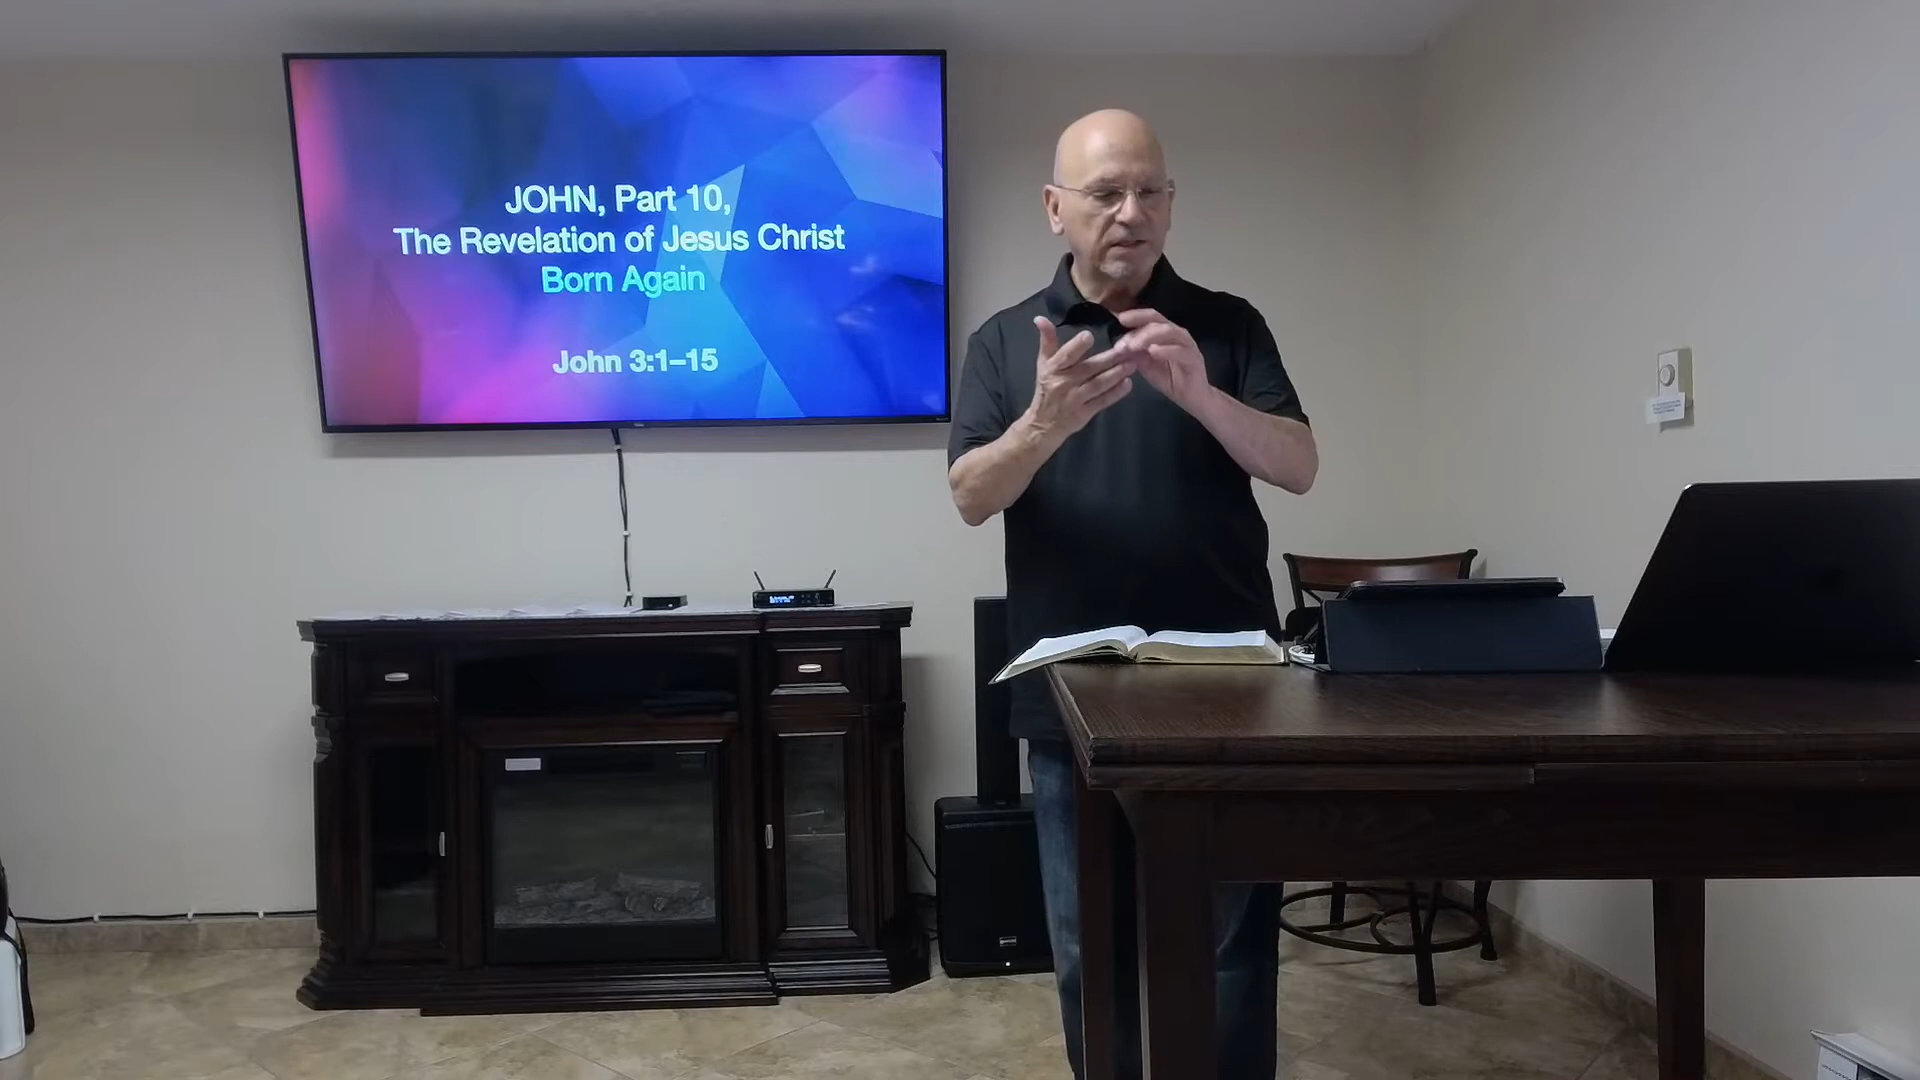 JOHN, Part 10,
The Revelation of Jesus Christ
Born Again
John 3:1–15